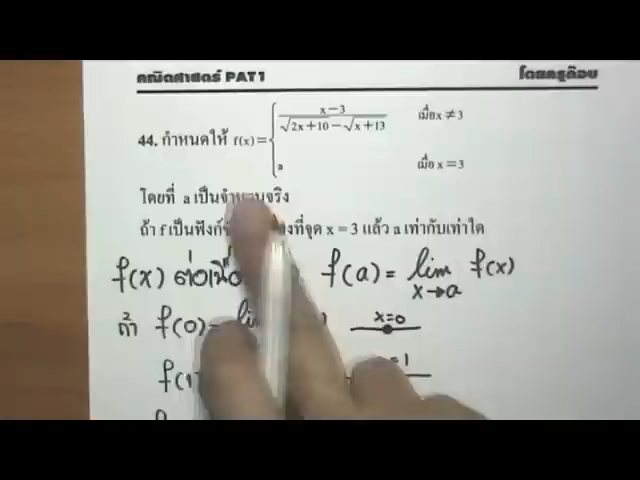 คณิตศาสตร์ PAT1 โดยครูก๊อบ
44. กำหนดให้ f(x)={ x-3 / √2x+10 - √x+13 เมื่อ x ≠ 3
a เมื่อ x = 3
โดยที่ a เป็นจำนวนจริง
ถ้า f เป็นฟังก์ งที่จุด x = 3 แล้ว a เท่ากับเท่าใด
f(x) ต่อเนื่อ f(a) = lim f(x)
x→a
ถ้า f(0)= x=0
f(1) =1